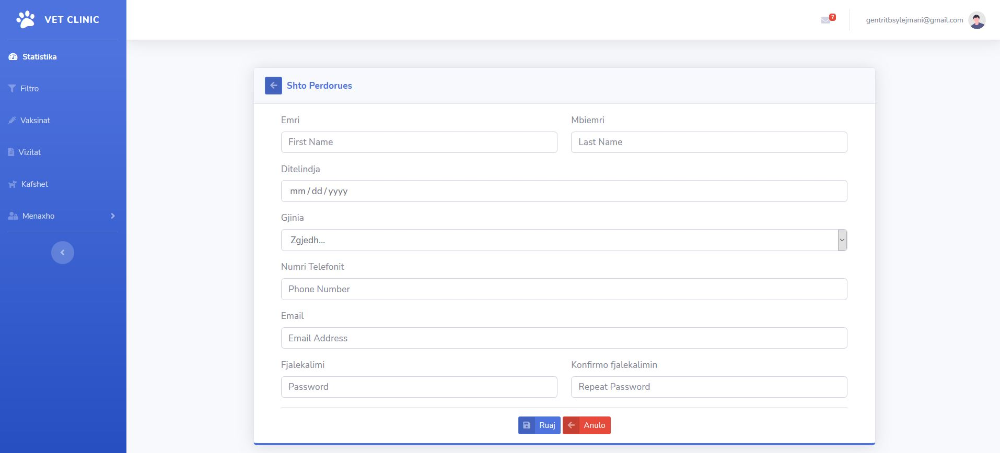 VET CLINIC
7
gentritbsylejmani@gmail.com
Statistika
Filtro
Vaksinat
Vizitat
Kafshet
Menaxho
Shto Perdorues
Emri
Mbiemri
First Name
Last Name
Ditelindja
mm/dd/yyyy
Gjinia
Zgjedh...
Numri Telefonit
Phone Number
Email
Email Address
Fjalekalimi
Konfirmo fjalekalimin
Password
Repeat Password
Ruaj
Anulo